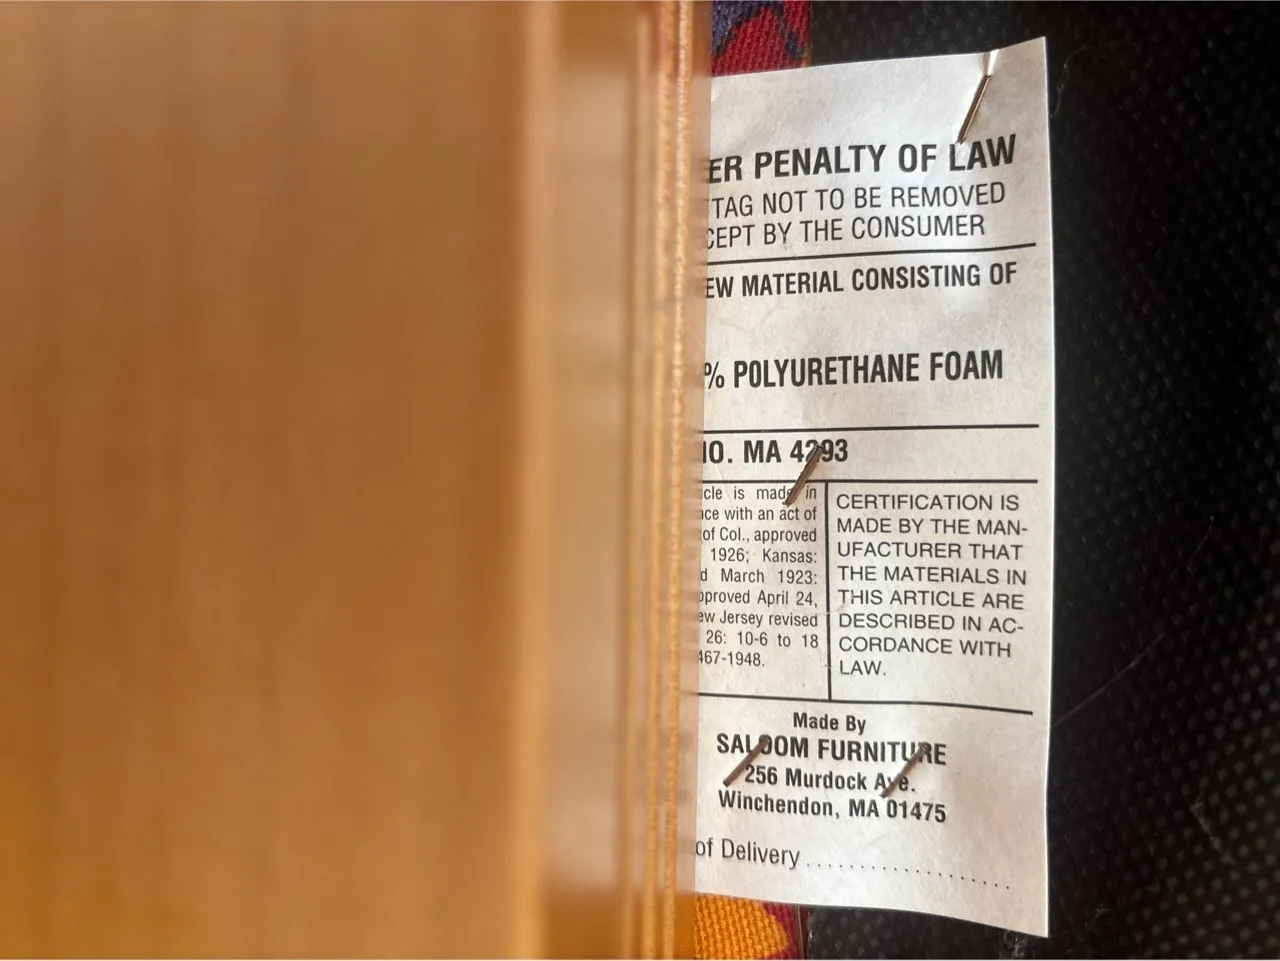 ER PENALTY OF LAW
TAG NOT TO BE REMOVED
CEPT BY THE CONSUMER
EW MATERIAL CONSISTING OF
% POLYURETHANE FOAM
NO. MA 4293
cle is made in
nce with an act of
of Col., approved
1926; Kansas:
d March 1923:
pproved April 24,
ew Jersey revised
26: 10-6 to 18
467-1948.
CERTIFICATION IS
MADE BY THE MAN-
UFACTURER THAT
THE MATERIALS IN
THIS ARTICLE ARE
DESCRIBED IN AC-
CORDANCE WITH
LAW.
Made By
SALOOM FURNITURE
256 Murdock Ave.
Winchendon, MA 01475
of Delivery ....................